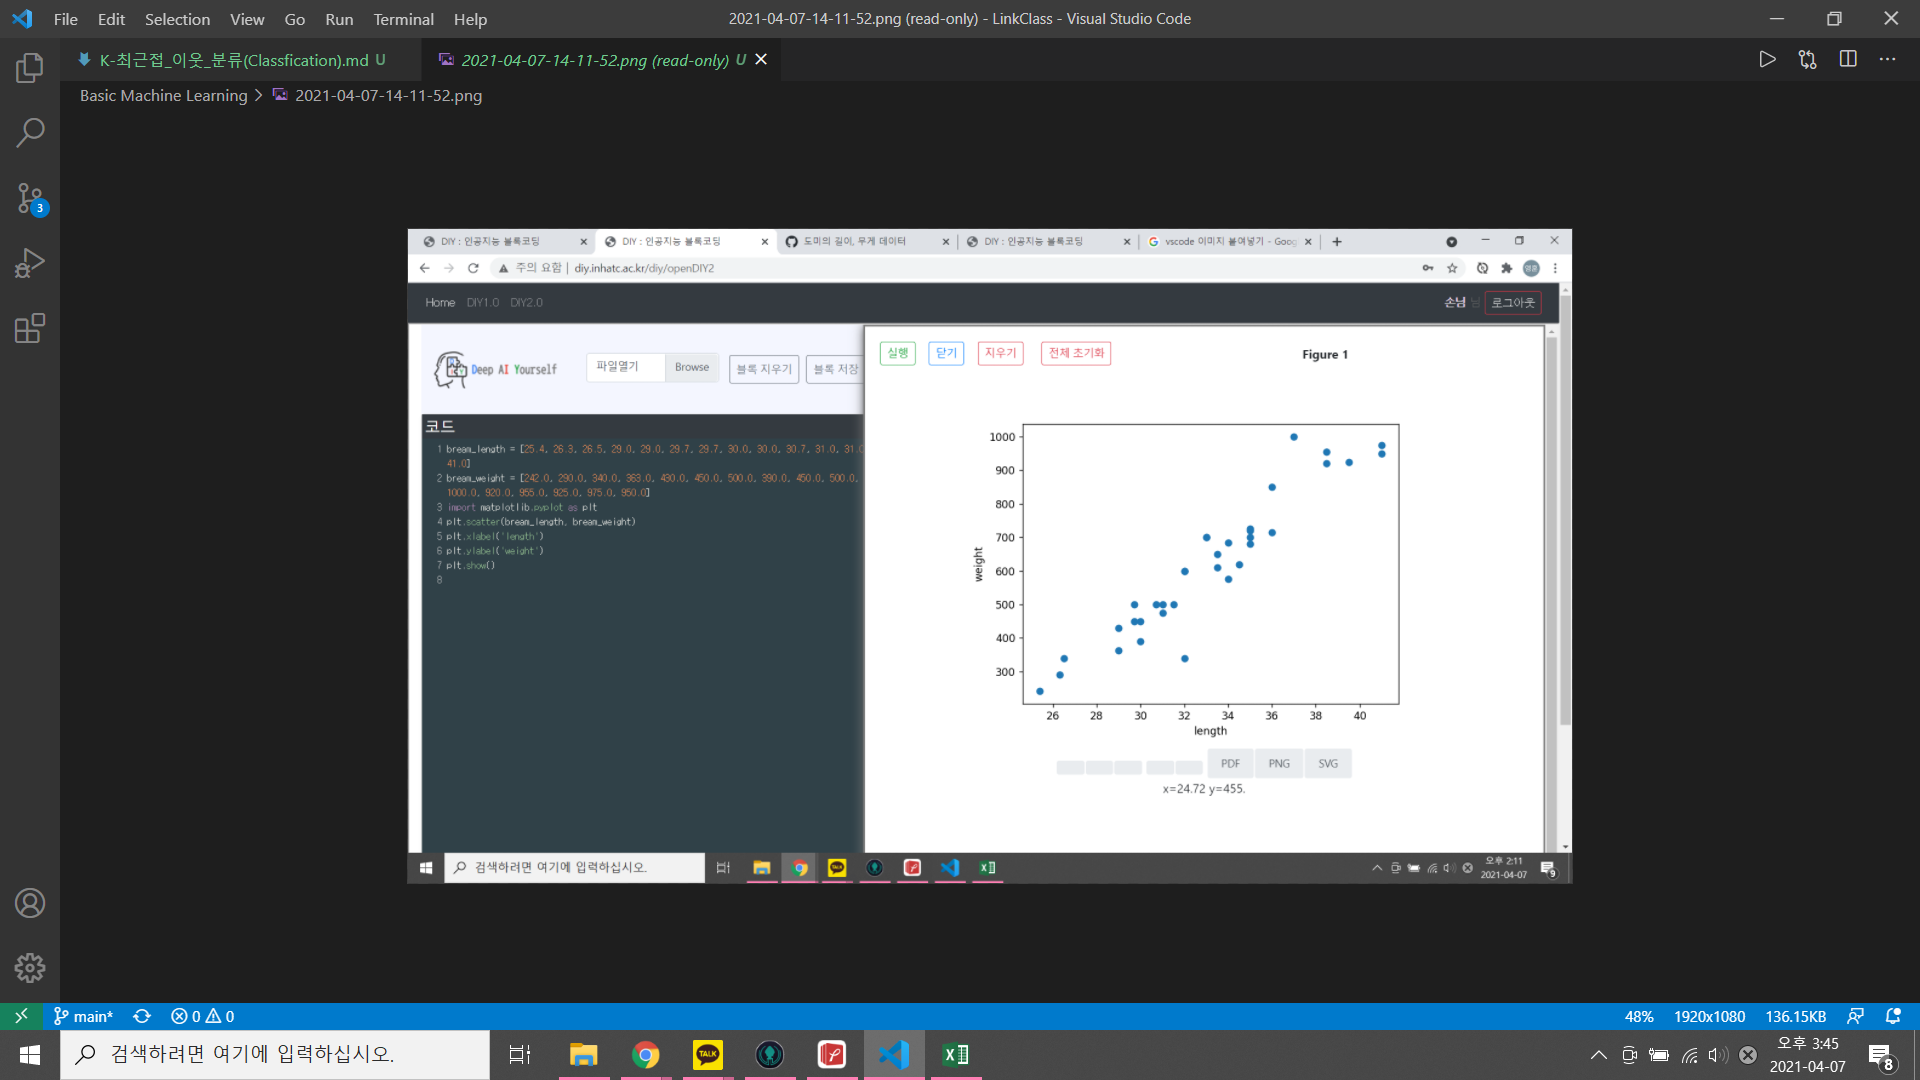 File Edit Selection View Go Run Terminal Help
2021-04-07-14-11-52.png (read-only) - LinkClass - Visual Studio Code
K-최근접_이웃_분류(Classfication).md U
2021-04-07-14-11-52.png (read-only) U
Basic Machine Learning > 2021-04-07-14-11-52.png
3
DIY : 인공지능 블록코딩
DIY : 인공지능 블록코딩
도미의 길이, 무게 데이터
DIY : 인공지능 블록코딩
vscode 이미지 붙여넣기 - Goog
주의 요함 | diy.inhatc.ac.kr/diy/openDIY2
Home DIY1.0 DIY2.0
손님 님 로그아웃
Deep AI Yourself
파일열기 Browse 블록 지우기 블록 저장
실행 닫기 지우기 전체 초기화
Figure 1
코드
1 bream_length = [25.4, 26.3, 26.5, 29.0, 29.0, 29.7, 29.7, 30.0, 30.0, 30.7, 31.0, 31.0
41.0]
2 bream_weight = [242.0, 290.0, 340.0, 363.0, 430.0, 450.0, 500.0, 390.0, 450.0, 500.0,
1000.0, 920.0, 955.0, 925.0, 975.0, 950.0]
3 import matplotlib.pyplot as plt
4 plt.scatter(bream_length, bream_weight)
5 plt.xlabel('length')
6 plt.ylabel('weight')
7 plt.show()
8
1000
900
800
700
600
500
400
300
weight
26 28 30 32 34 36 38 40
length
PDF PNG SVG
x=24.72 y=455.
검색하려면 여기에 입력하십시오.
오후 2:11
2021-04-07
9
main* 0 0
48% 1920x1080 136.15KB
검색하려면 여기에 입력하십시오.
TALK
오후 3:45
2021-04-07
8